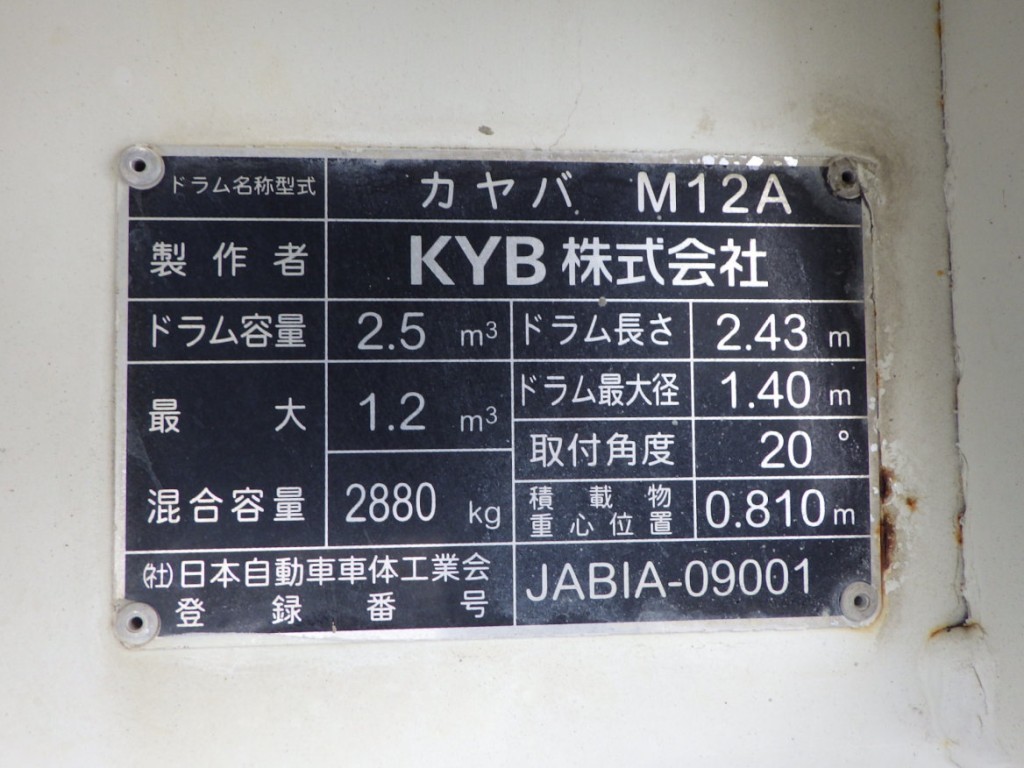 ドラム名称型式 カヤバ M12A
製作者 KYB 株式会社
ドラム容量 2.5 m³ ドラム長さ 2.43 m
最大 1.2 m³ ドラム最大径 1.40 m
取付角度 20°
混合容量 2880 kg 積載物重心位置 0.810 m
(社)日本自動車車体工業会
登録番号 JABIA-09001